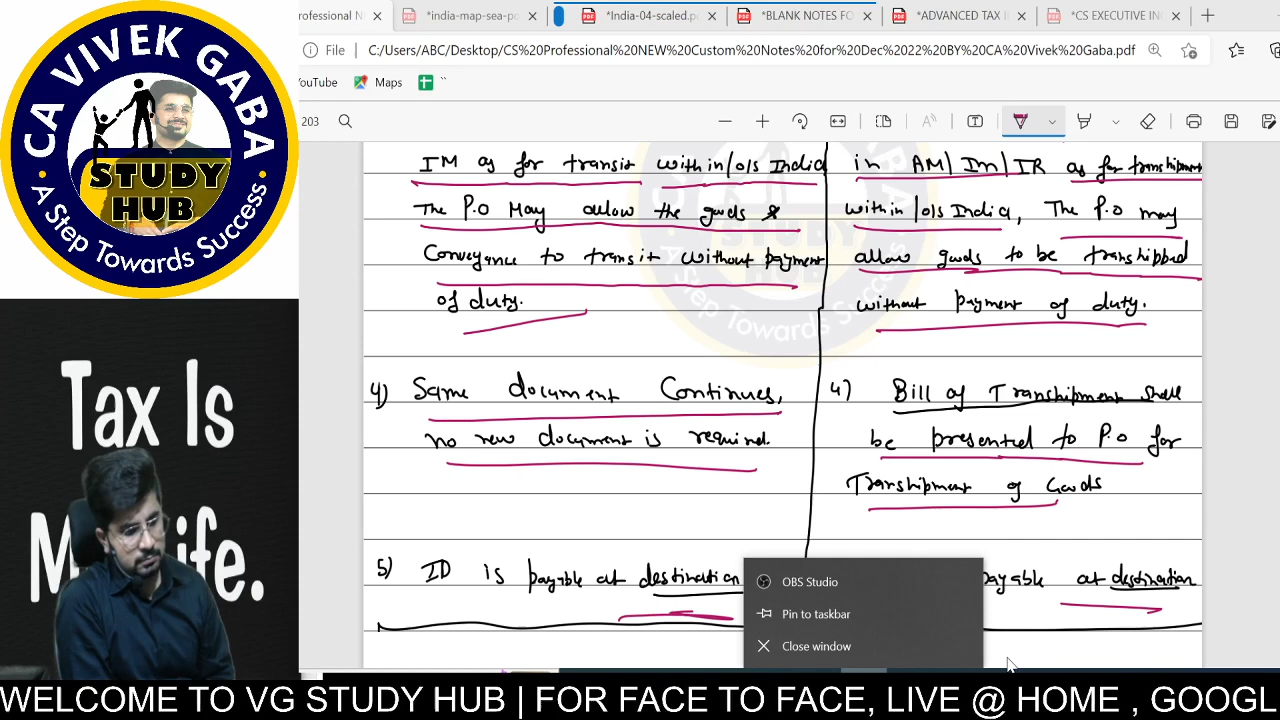 CA VIVEK GABA
STUDY
HUB
A Step Towards Success
Tax Is
ife.
rofessional N
*india-map-sea-p
*India-04-scaled.p
*BLANK NOTES FO
*ADVANCED TAX
*CS EXECUTIVE IN
File
C:/Users/ABC/Desktop/CS%20Professional%20NEW%20Custom%20Notes%20for%20Dec%2022%20BY%20CA%20Vivek%20Gaba.pdf
ouTube
Maps
203
IM as for transit within/o/s India
The P.O May allow the goods &
Conveyance to transit without payment
of duty.
4) Same document Continues,
no new document is required.
5) ID is payable at destination
in AM/Im/IR as for transhipment
within/o/s India, The P.O may
allow goods to be transhipped
without payment of duty.
4) Bill of Transhipment shall
be presented to P.O for
Transhipment of Goods
payable at destination
OBS Studio
Pin to taskbar
Close window
Step Towards
WELCOME TO VG STUDY HUB | FOR FACE TO FACE, LIVE @ HOME , GOOGL